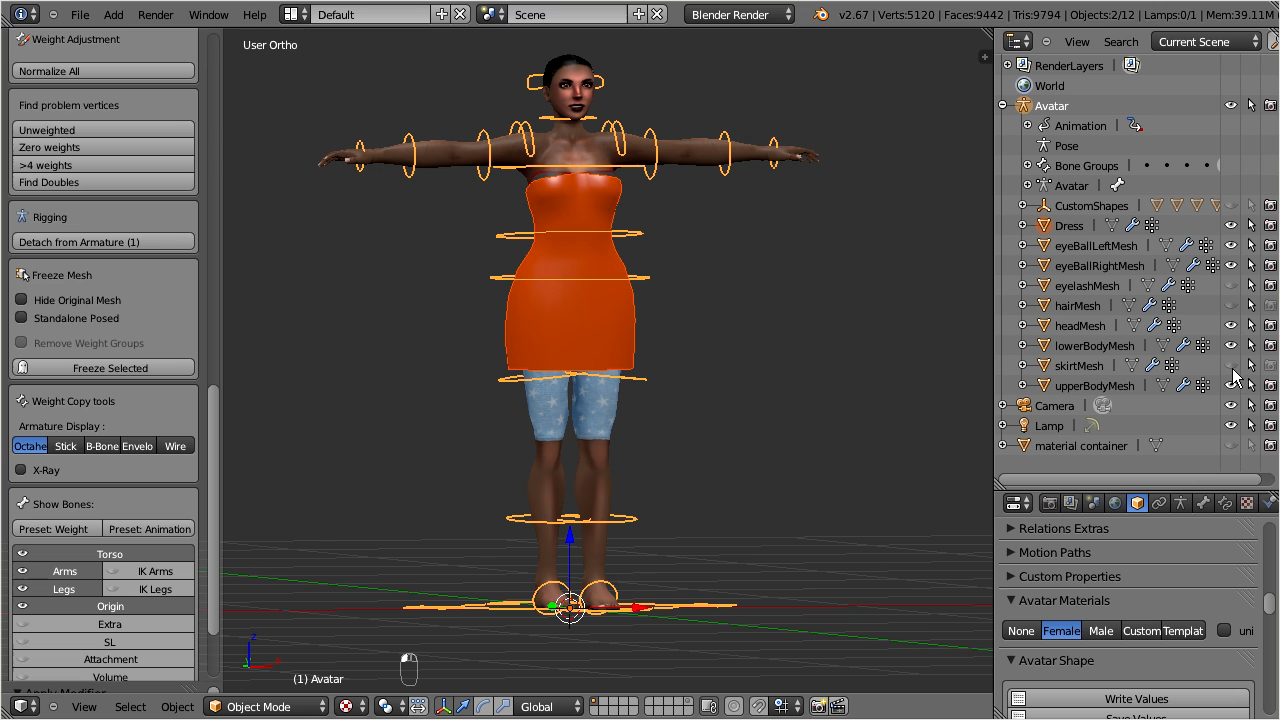 File Add Render Window Help Default Scene Blender Render v2.67 | Verts:5120 | Faces:9442 | Tris:9794 | Objects:2/12 | Lamps:0/1 | Mem:39.11M
Weight Adjustment
Normalize All
Find problem vertices
Unweighted
Zero weights
>4 weights
Find Doubles
Rigging
Detach from Armature (1)
Freeze Mesh
Hide Original Mesh
Standalone Posed
Remove Weight Groups
Freeze Selected
Weight Copy tools
Armature Display :
Octahe Stick B-Bone Envelo Wire
X-Ray
Show Bones:
Preset: Weight Preset: Animation
Torso
Arms IK Arms
Legs IK Legs
Origin
Extra
SL
Attachment
Volume
User Ortho
(1) Avatar
View Select Object Object Mode Global
View Search Current Scene
RenderLayers |
World
Avatar
Animation |
Pose
Bone Groups |
Avatar |
CustomShapes
Dress |
eyeBallLeftMesh |
eyeBallRightMesh |
eyelashMesh |
hairMesh |
headMesh |
lowerBodyMesh |
skirtMesh |
upperBodyMesh |
Camera |
Lamp |
material container |
Relations Extras
Motion Paths
Custom Properties
Avatar Materials
None Female Male Custom Templat uni
Avatar Shape
Write Values